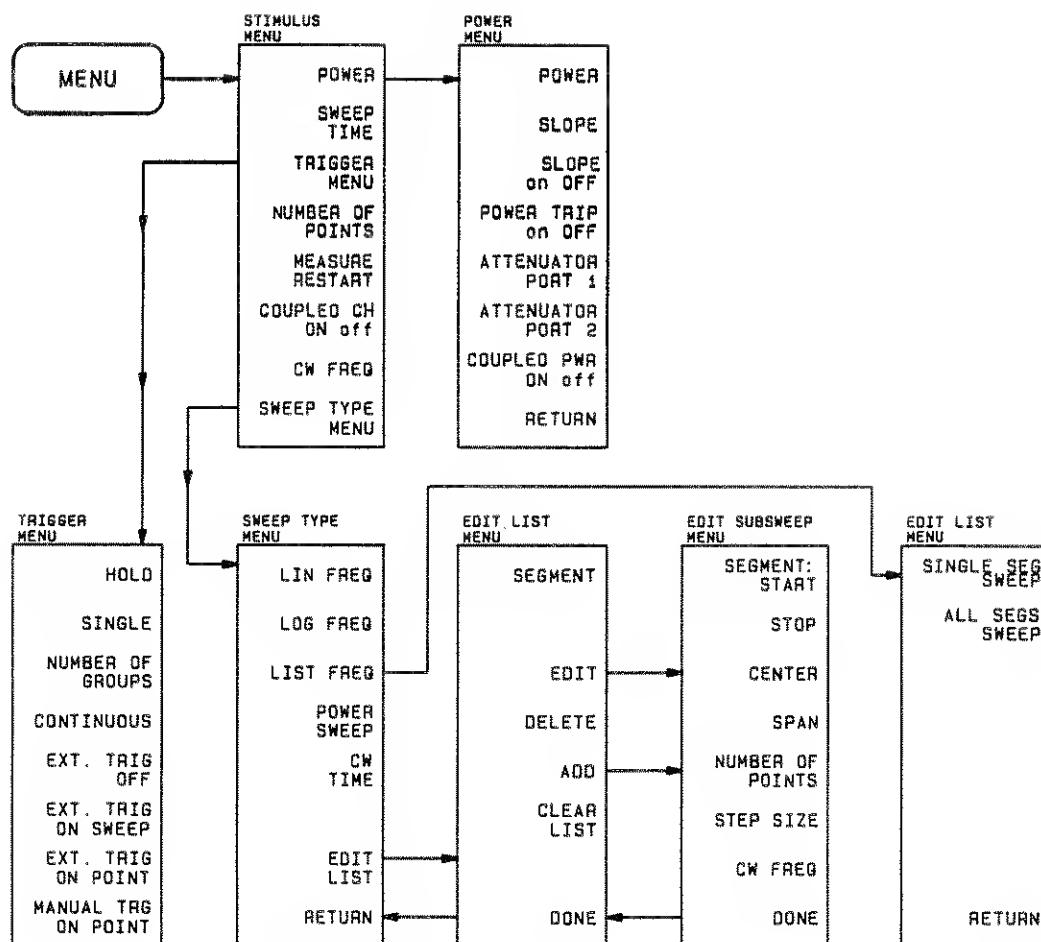 MENU
STIMULUS
MENU
POWER
SWEEP
TIME
TRIGGER
MENU
NUMBER OF
POINTS
MEASURE
RESTART
COUPLED CH
ON off
CW FREQ
SWEEP TYPE
MENU
POWER
MENU
POWER
SLOPE
SLOPE
on OFF
POWER TRIP
on OFF
ATTENUATOR
PORT 1
ATTENUATOR
PORT 2
COUPLED PWR
ON off
RETURN
TRIGGER
MENU
HOLD
SINGLE
NUMBER OF
GROUPS
CONTINUOUS
EXT. TRIG
OFF
EXT. TRIG
ON SWEEP
EXT. TRIG
ON POINT
MANUAL TRG
ON POINT
SWEEP TYPE
MENU
LIN FREQ
LOG FREQ
LIST FREQ
POWER
SWEEP
CW
TIME
EDIT
LIST
RETURN
EDIT LIST
MENU
SEGMENT
EDIT
DELETE
ADD
CLEAR
LIST
DONE
EDIT SUBSWEEP
MENU
SEGMENT:
START
STOP
CENTER
SPAN
NUMBER OF
POINTS
STEP SIZE
CW FREQ
DONE
EDIT LIST
MENU
SINGLE SEG
SWEEP
ALL SEGS
SWEEP
RETURN